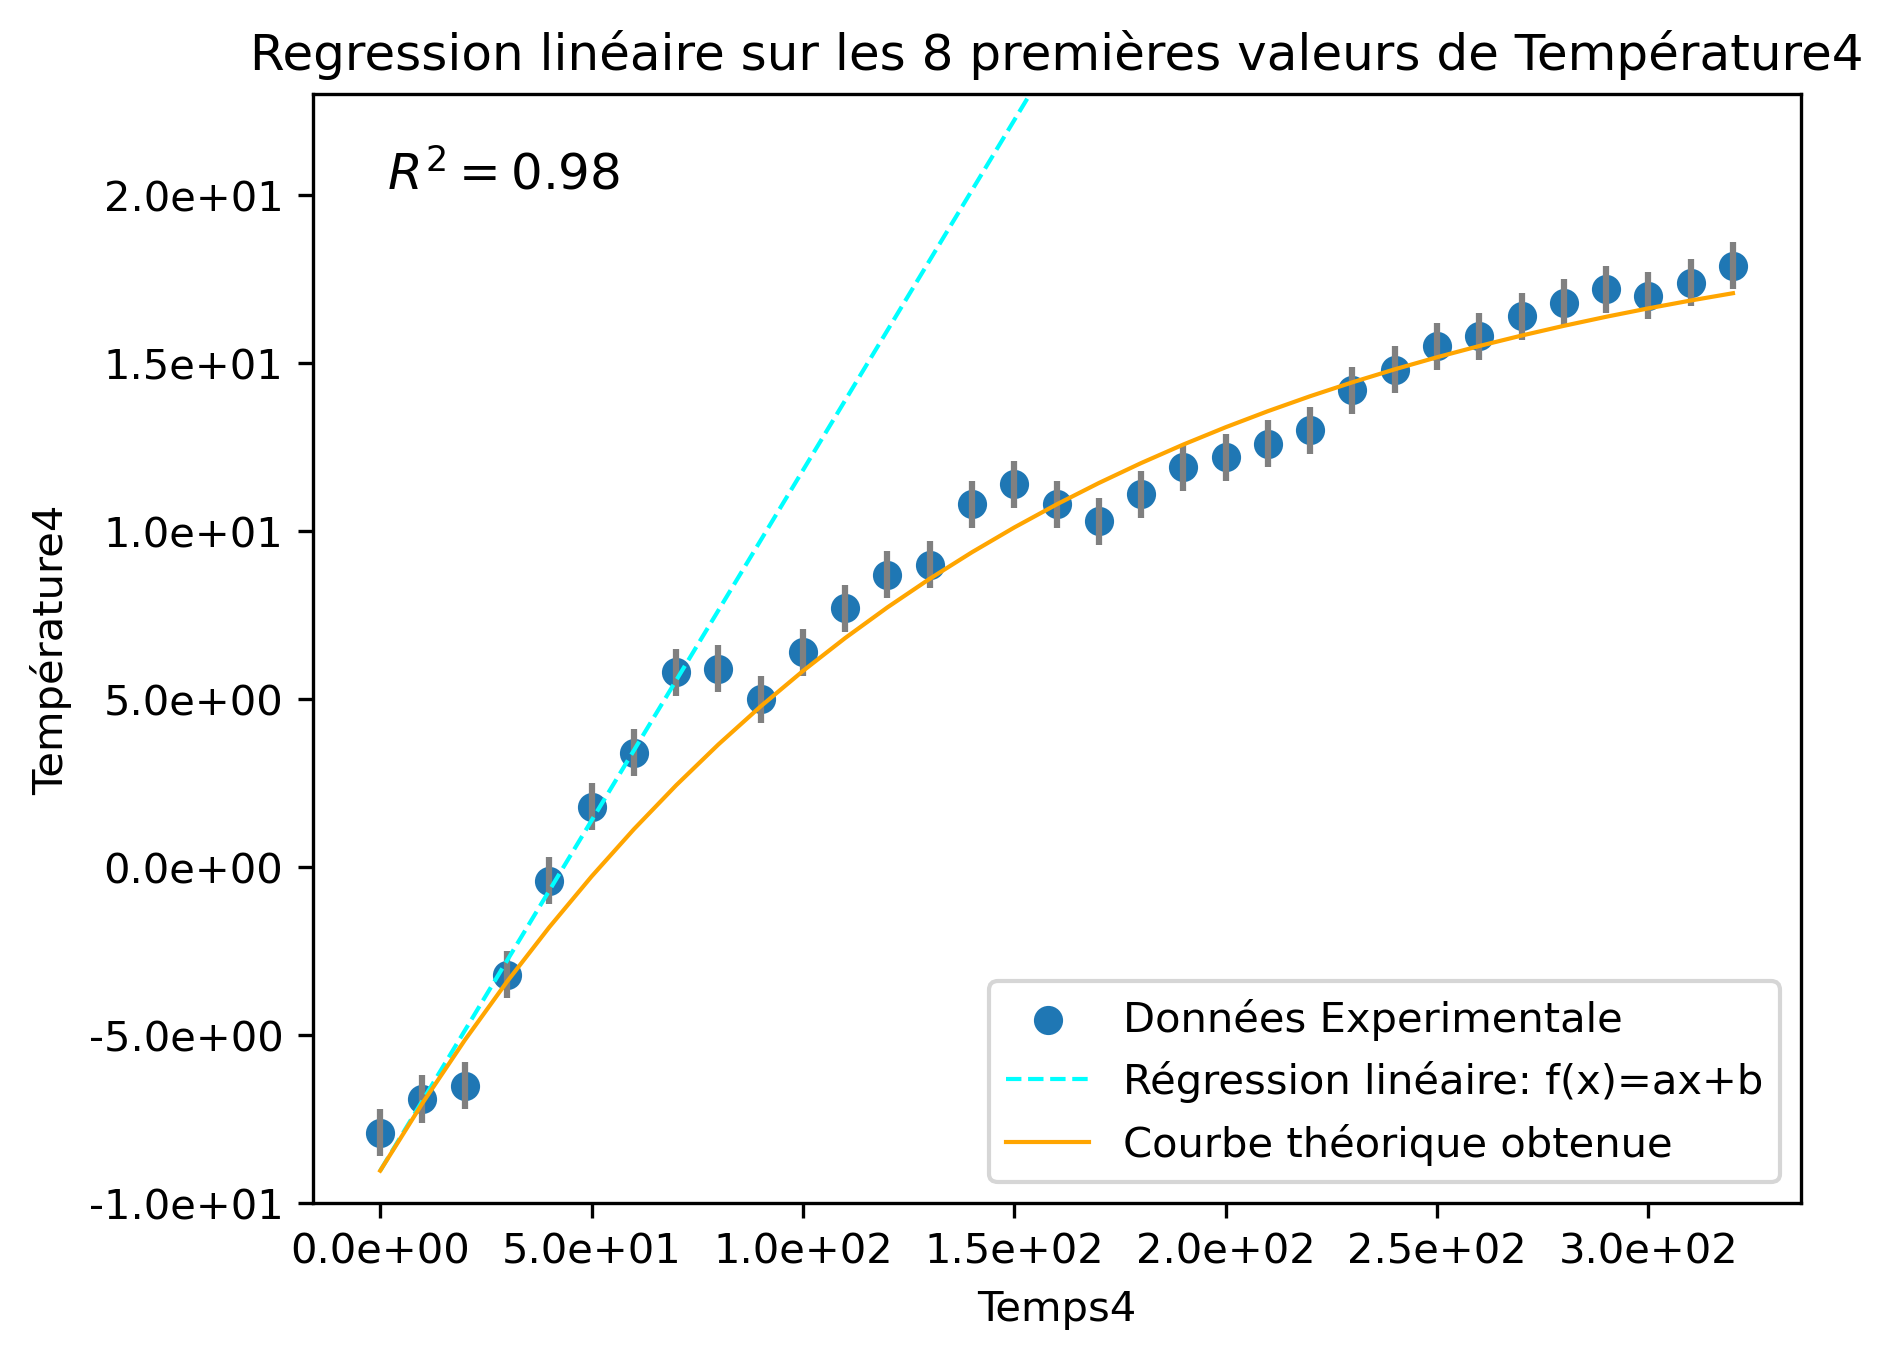 Regression linéaire sur les 8 premières valeurs de Température4
R² = 0.98
2.0e+01
1.5e+01
1.0e+01
5.0e+00
0.0e+00
-5.0e+00
-1.0e+01
Température4
Données Experimentale
Régression linéaire: f(x)=ax+b
Courbe théorique obtenue
0.0e+00 5.0e+01 1.0e+02 1.5e+02 2.0e+02 2.5e+02 3.0e+02
Temps4